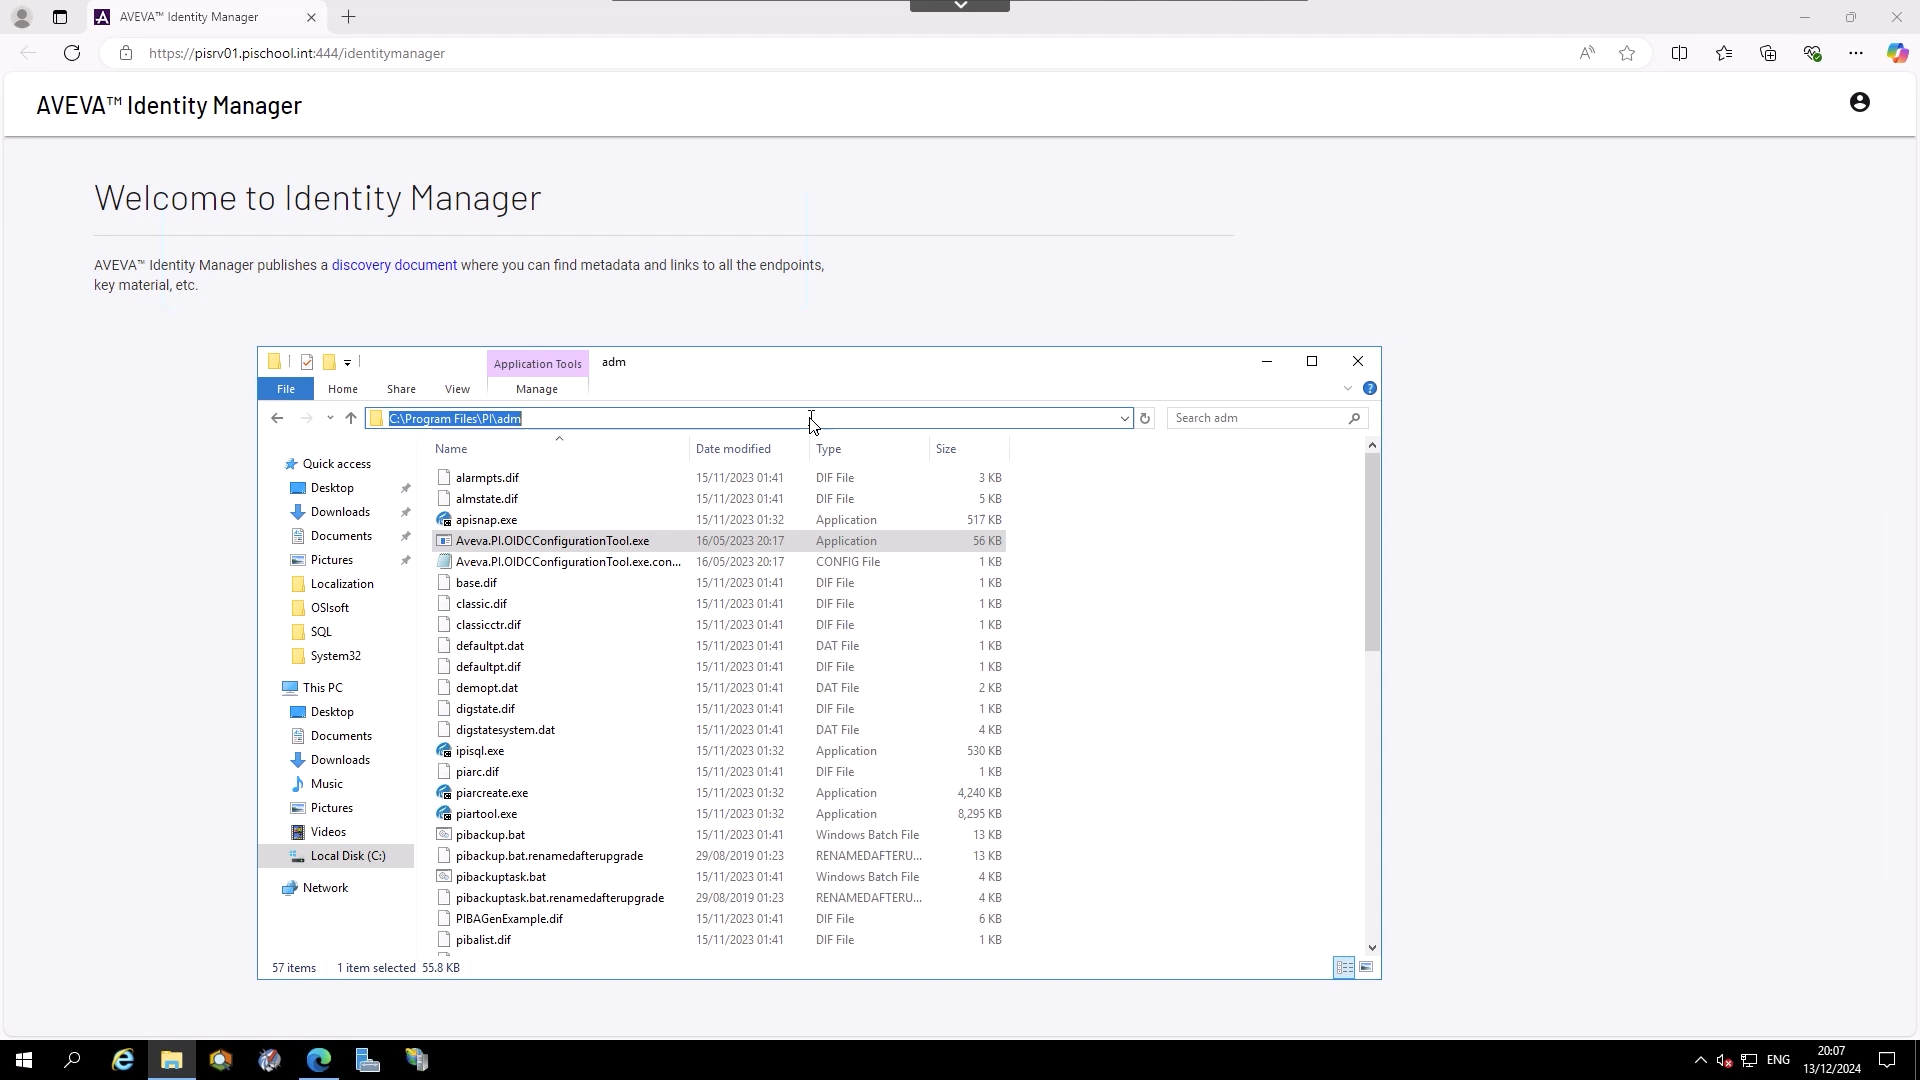 AVEVA™ Identity Manager
https://pisrv01.pischool.int:444/identitymanager
AVEVA™ Identity Manager
Welcome to Identity Manager
AVEVA™ Identity Manager publishes a discovery document where you can find metadata and links to all the endpoints,
key material, etc.
Application Tools adm
File Home Share View Manage
C:\Program Files\PI\adm Search adm
Name Date modified Type Size
Quick access
Desktop
Downloads
Documents
Pictures
Localization
OSIsoft
SQL
System32
This PC
Desktop
Documents
Downloads
Music
Pictures
Videos
Local Disk (C:)
Network
alarmpts.dif 15/11/2023 01:41 DIF File 3 KB
almstate.dif 15/11/2023 01:41 DIF File 5 KB
apisnap.exe 15/11/2023 01:32 Application 517 KB
Aveva.PI.OIDCConfigurationTool.exe 16/05/2023 20:17 Application 56 KB
Aveva.PI.OIDCConfigurationTool.exe.con... 16/05/2023 20:17 CONFIG File 1 KB
base.dif 15/11/2023 01:41 DIF File 1 KB
classic.dif 15/11/2023 01:41 DIF File 1 KB
classicctr.dif 15/11/2023 01:41 DIF File 1 KB
defaultpt.dat 15/11/2023 01:41 DAT File 1 KB
defaultpt.dif 15/11/2023 01:41 DIF File 1 KB
demopt.dat 15/11/2023 01:41 DAT File 2 KB
digstate.dif 15/11/2023 01:41 DIF File 1 KB
digstatesystem.dat 15/11/2023 01:41 DAT File 4 KB
ipisql.exe 15/11/2023 01:32 Application 530 KB
piarc.dif 15/11/2023 01:41 DIF File 1 KB
piarcreate.exe 15/11/2023 01:32 Application 4,240 KB
piartool.exe 15/11/2023 01:32 Application 8,295 KB
pibackup.bat 15/11/2023 01:41 Windows Batch File 13 KB
pibackup.bat.renamedafterupgrade 29/08/2019 01:23 RENAMEDAFTERU... 13 KB
pibackuptask.bat 15/11/2023 01:41 Windows Batch File 4 KB
pibackuptask.bat.renamedafterupgrade 29/08/2019 01:23 RENAMEDAFTERU... 4 KB
PIBAGenExample.dif 15/11/2023 01:41 DIF File 6 KB
pibalist.dif 15/11/2023 01:41 DIF File 1 KB
57 items 1 item selected 55.8 KB
ENG
20:07
13/12/2024